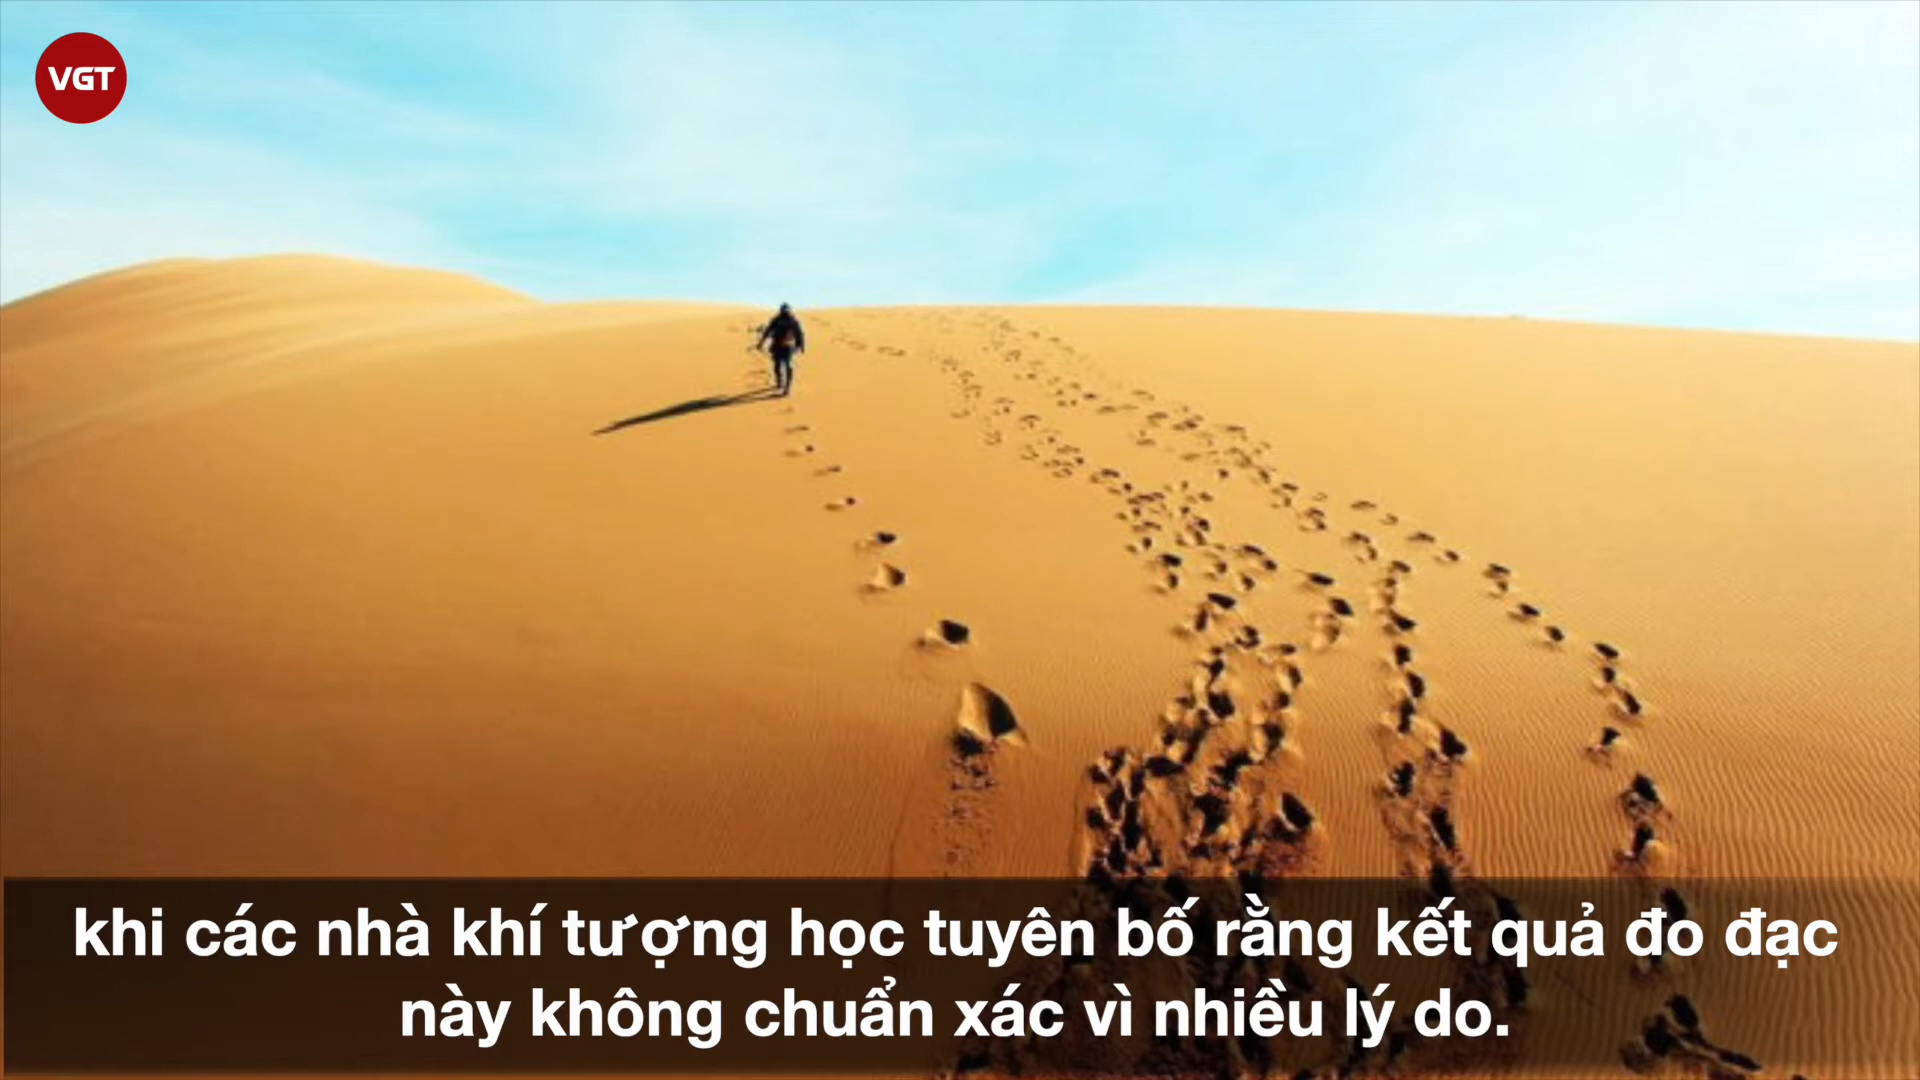 VGT
khi các nhà khí tượng học tuyên bố rằng kết quả đo đạc
này không chuẩn xác vì nhiều lý do.